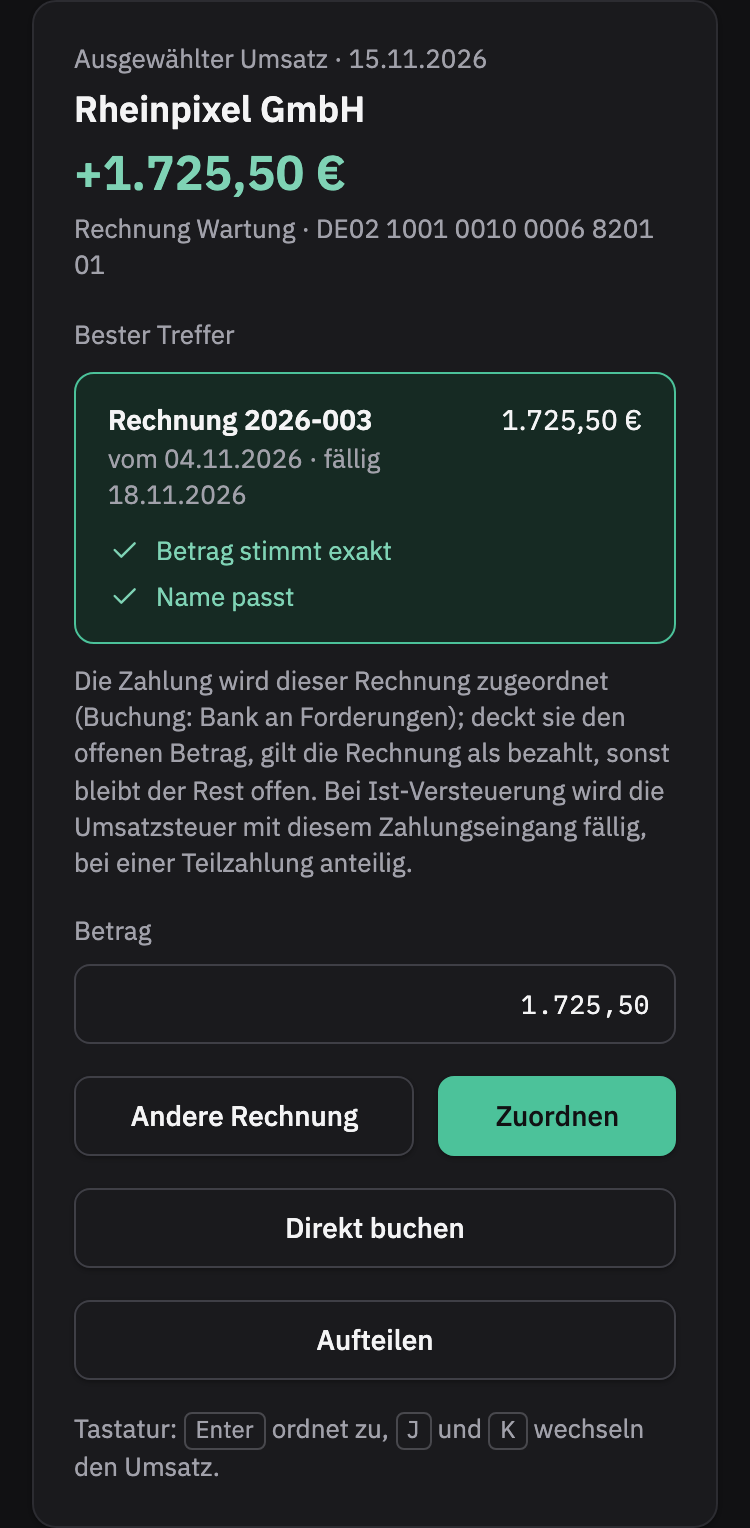 Ausgewählter Umsatz · 15.11.2026
Rheinpixel GmbH
+1.725,50 €
Rechnung Wartung · DE02 1001 0010 0006 8201
01
Bester Treffer
Rechnung 2026-003 1.725,50 €
vom 04.11.2026 · fällig
18.11.2026
Betrag stimmt exakt
Name passt
Die Zahlung wird dieser Rechnung zugeordnet
(Buchung: Bank an Forderungen); deckt sie den
offenen Betrag, gilt die Rechnung als bezahlt, sonst
bleibt der Rest offen. Bei Ist-Versteuerung wird die
Umsatzsteuer mit diesem Zahlungseingang fällig,
bei einer Teilzahlung anteilig.
Betrag
1.725,50
Andere Rechnung Zuordnen
Direkt buchen
Aufteilen
Tastatur: Enter ordnet zu, J und K wechseln
den Umsatz.